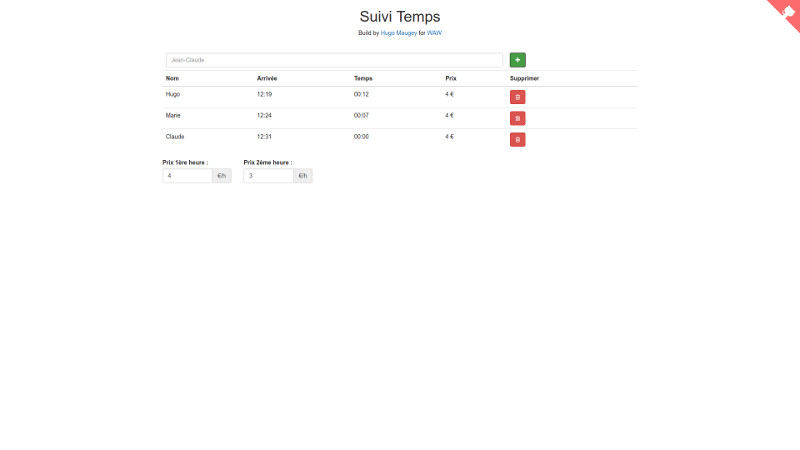 Suivi Temps
Build by Hugo Maugey for WAW
Jean-Claude
Nom Arrivée Temps Prix Supprimer
Hugo 12:19 00:12 4 €
Marie 12:24 00:07 4 €
Claude 12:31 00:00 4 €
Prix 1ère heure : Prix 2ème heure :
4 €/h 3 €/h